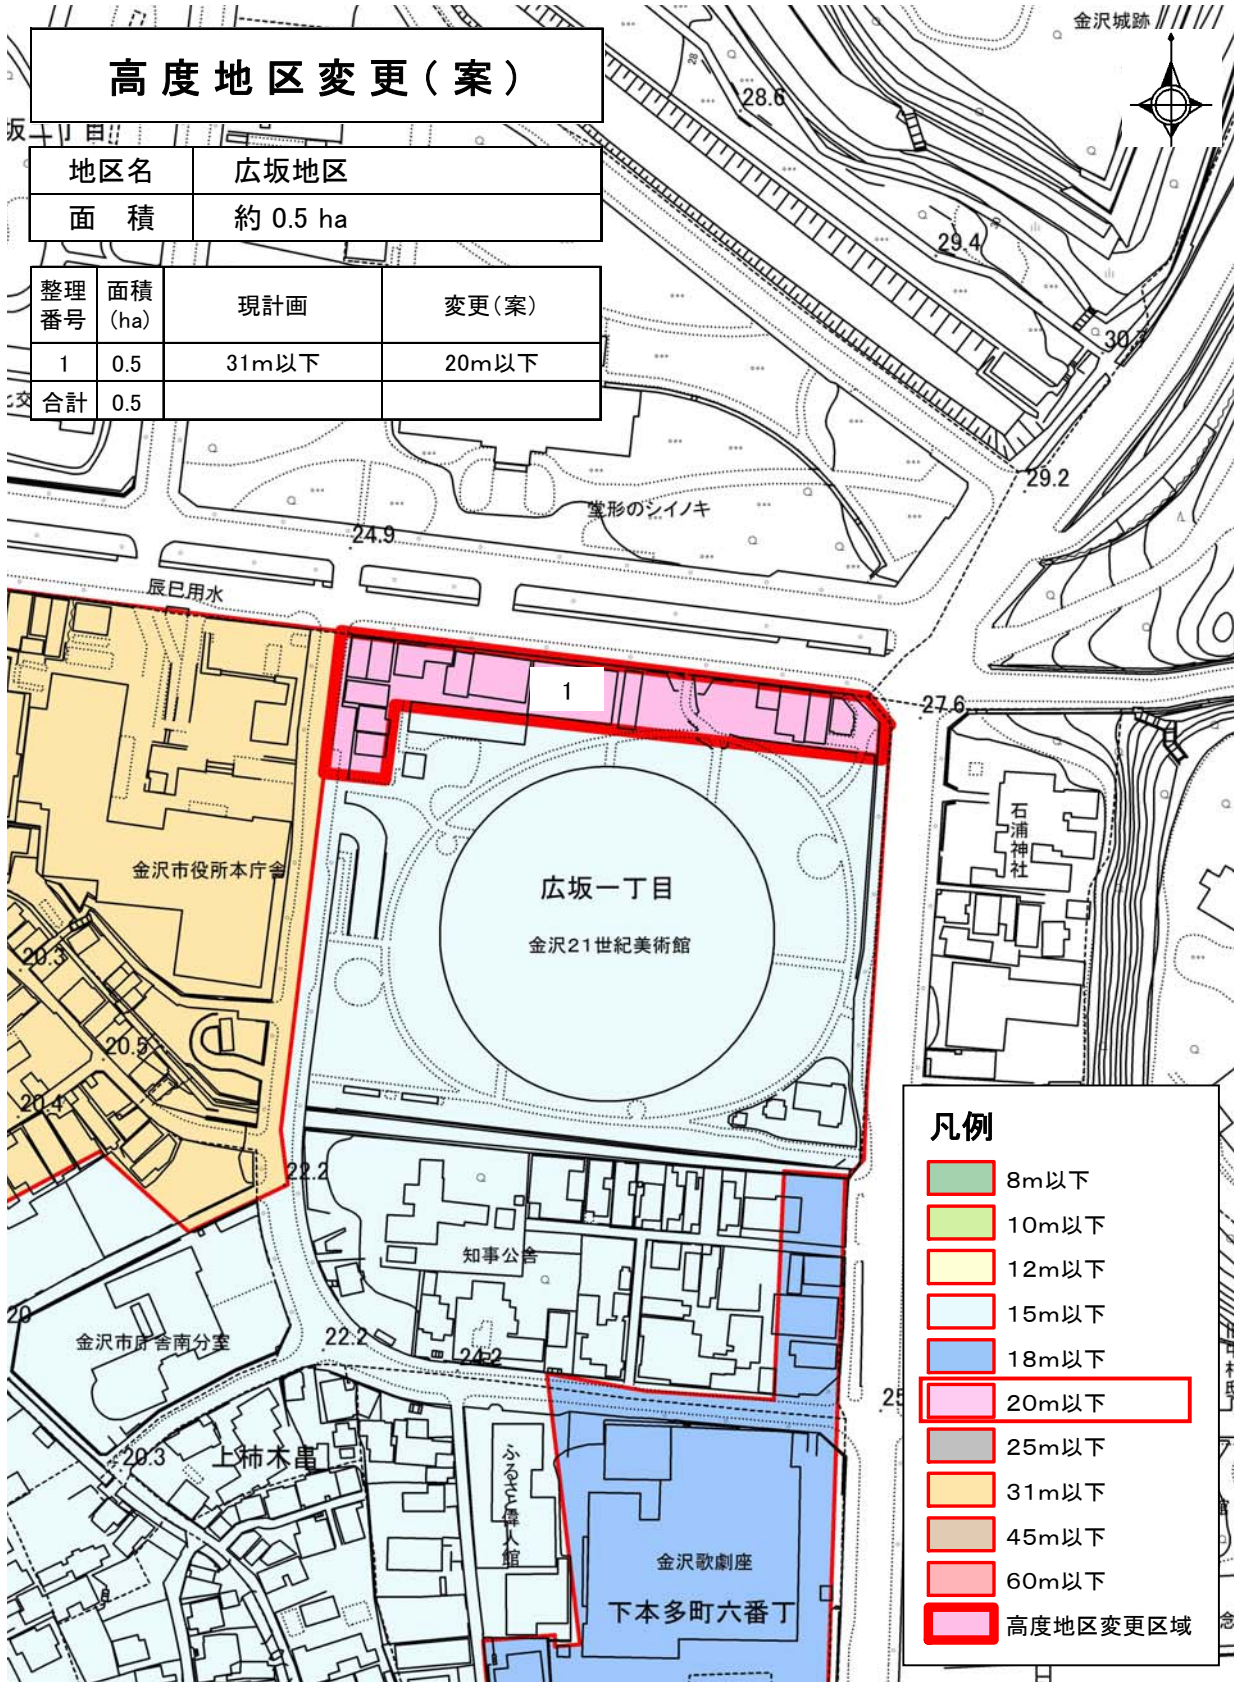 高度地区変更(案)
地区名 広坂地区
面 積 約 0.5 ha
整理番号 面積(ha) 現計画 変更(案)
1 0.5 31m以下 20m以下
合計 0.5
金沢城跡
28
28.6
29.4
29.2
堂形のシイノキ
24.9
辰巳用水
1
27.6
石浦神社
金沢市役所本庁舎
広坂一丁目
金沢21世紀美術館
20.3
20.5
20.4
22.2
知事公舎
金沢市庁舎南分室
22.2
24.2
20.3
上柿木畠
ふるさと偉人館
金沢歌劇座
下本多町六番丁
凡例
8m以下
10m以下
12m以下
15m以下
18m以下
20m以下
25m以下
31m以下
45m以下
60m以下
高度地区変更区域